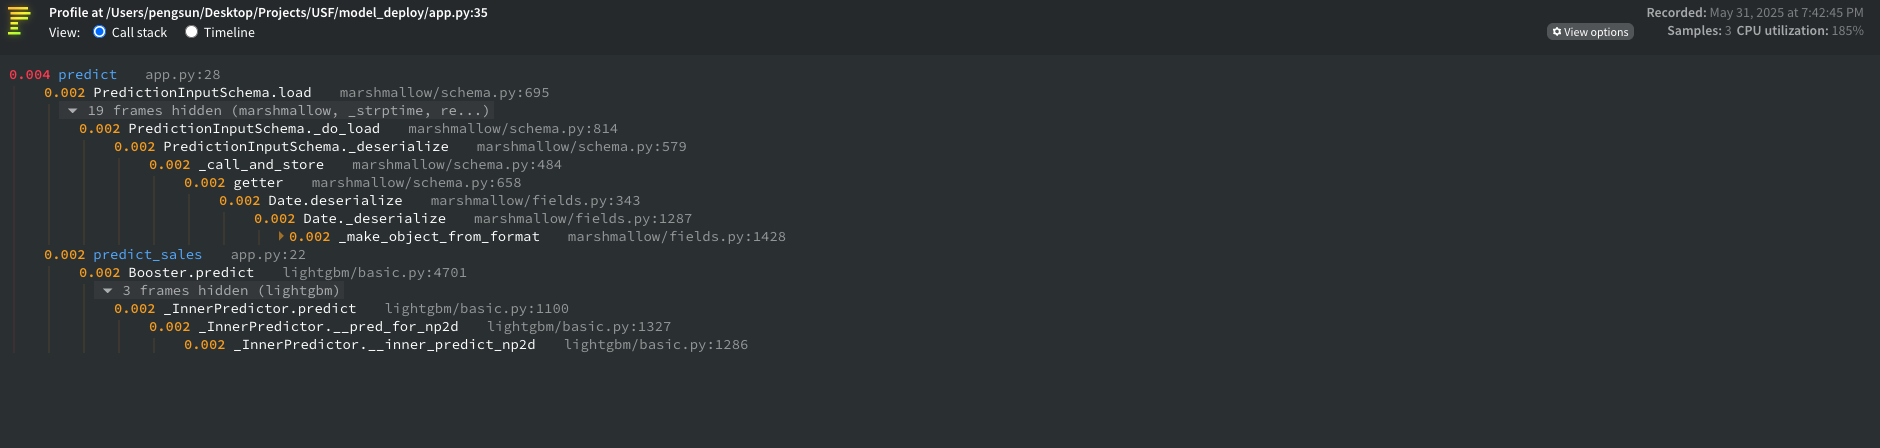 Profile at /Users/pengsun/Desktop/Projects/USF/model_deploy/app.py:35
Recorded: May 31, 2025 at 7:42:45 PM
View: Call stack Timeline
View options
Samples: 3 CPU utilization: 185%
0.004 predict app.py:28
0.002 PredictionInputSchema.load marshmallow/schema.py:695
19 frames hidden (marshmallow, _strptime, re...)
0.002 PredictionInputSchema._do_load marshmallow/schema.py:814
0.002 PredictionInputSchema._deserialize marshmallow/schema.py:579
0.002 _call_and_store marshmallow/schema.py:484
0.002 getter marshmallow/schema.py:658
0.002 Date.deserialize marshmallow/fields.py:343
0.002 Date._deserialize marshmallow/fields.py:1287
0.002 _make_object_from_format marshmallow/fields.py:1428
0.002 predict_sales app.py:22
0.002 Booster.predict lightgbm/basic.py:4701
3 frames hidden (lightgbm)
0.002 _InnerPredictor.predict lightgbm/basic.py:1100
0.002 _InnerPredictor.__pred_for_np2d lightgbm/basic.py:1327
0.002 _InnerPredictor.__inner_predict_np2d lightgbm/basic.py:1286